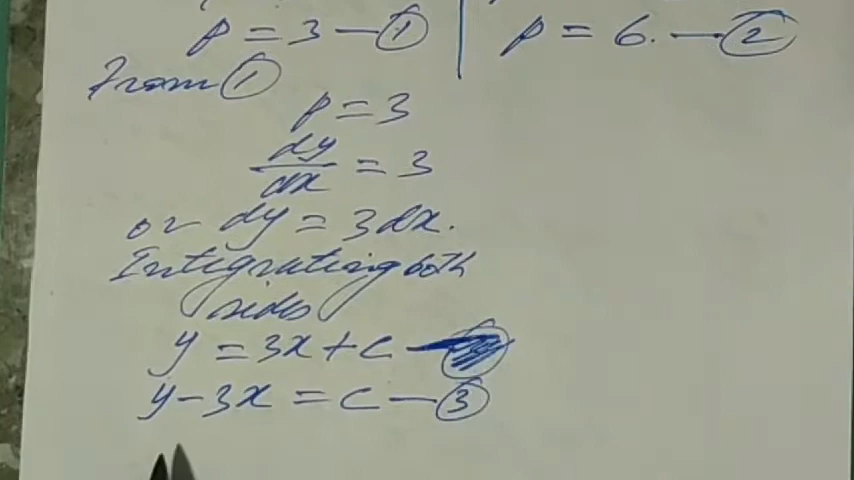 p = 3 — ① | p = 6. — ②
From ①
p = 3
dy/dx = 3
or dy = 3dx.
Integrating both
sides
y = 3x + c —
y - 3x = c — ③